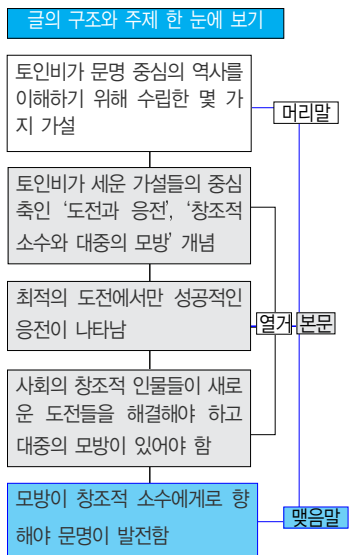 글의 구조와 주제 한 눈에 보기
토인비가 문명 중심의 역사를
이해하기 위해 수립한 몇 가
지 가설
머리말
토인비가 세운 가설들의 중심
축인 ‘도전과 응전’, ‘창조적
소수와 대중의 모방’ 개념
최적의 도전에서만 성공적인
응전이 나타남
열거
본문
사회의 창조적 인물들이 새로
운 도전들을 해결해야 하고
대중의 모방이 있어야 함
모방이 창조적 소수에게로 향
해야 문명이 발전함
맺음말